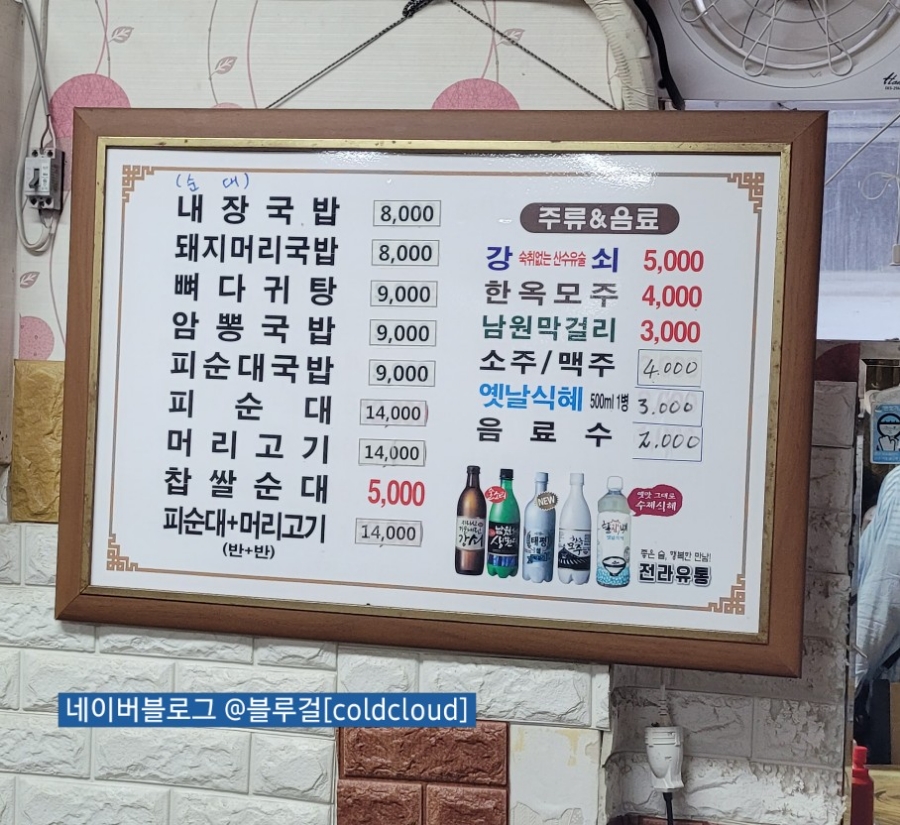 (순 대)
내장국밥 8,000
돼지머리국밥 8,000
뼈다귀탕 9,000
암뽕국밥 9,000
피순대국밥 9,000
피순대 14,000
머리고기 14,000
찹쌀순대 5,000
피순대+머리고기 14,000
(반+반)
주류&음료
강 숙취없는 산수유술 쇠 5,000
한옥모주 4,000
남원막걸리 3,000
소주/맥주 4.000
옛날식혜 500ml 1병 3.000
음료수 2.000
NEW
옛맛 그대로
수제식혜
강쇠
남원
좋은 술, 행복한 만남!
전라유통
네이버블로그 @블루걸[coldcloud]